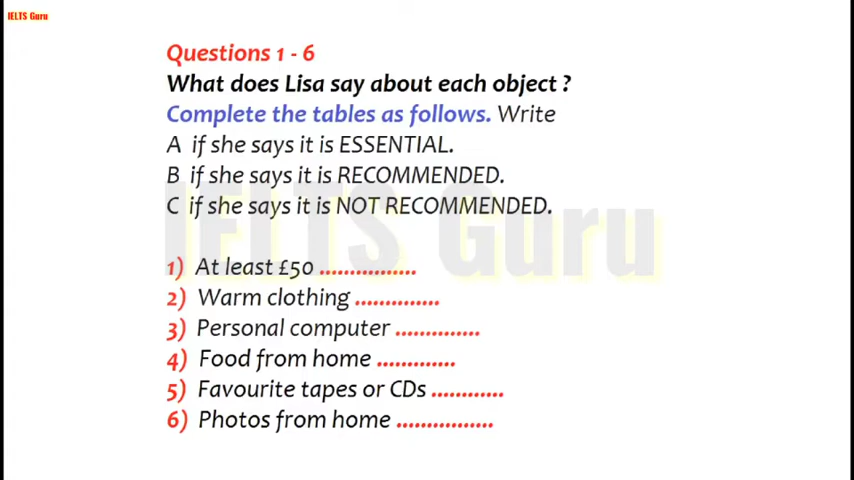 IELTS Guru
Questions 1 - 6
What does Lisa say about each object ?
Complete the tables as follows. Write
A if she says it is ESSENTIAL.
B if she says it is RECOMMENDED.
C if she says it is NOT RECOMMENDED.
IELTS Guru
1) At least £50 ................
2) Warm clothing ..............
3) Personal computer ..............
4) Food from home .............
5) Favourite tapes or CDs ............
6) Photos from home ................